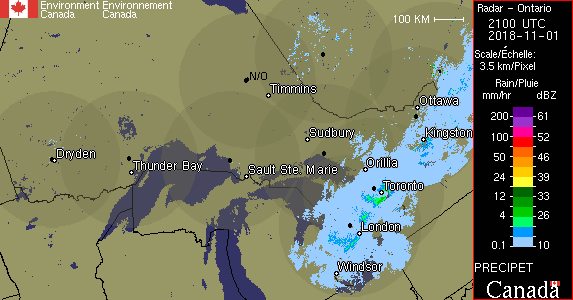 Environment Environnement
Canada Canada
100 KM
N/O
Timmins
Ottawa
Sudbury
Kingston
Dryden
Thunder Bay
Sault Ste. Marie
Orillia
Toronto
London
Windsor
Radar - Ontario
2100 UTC
2018-11-01
Scale/Échelle:
3.5 km/Pixel
Rain/Pluie
mm/hr dBZ
200 61
100 56
100 52
50 46
24 39
12 33
4 26
0.1 10
PRECIPET
Canada